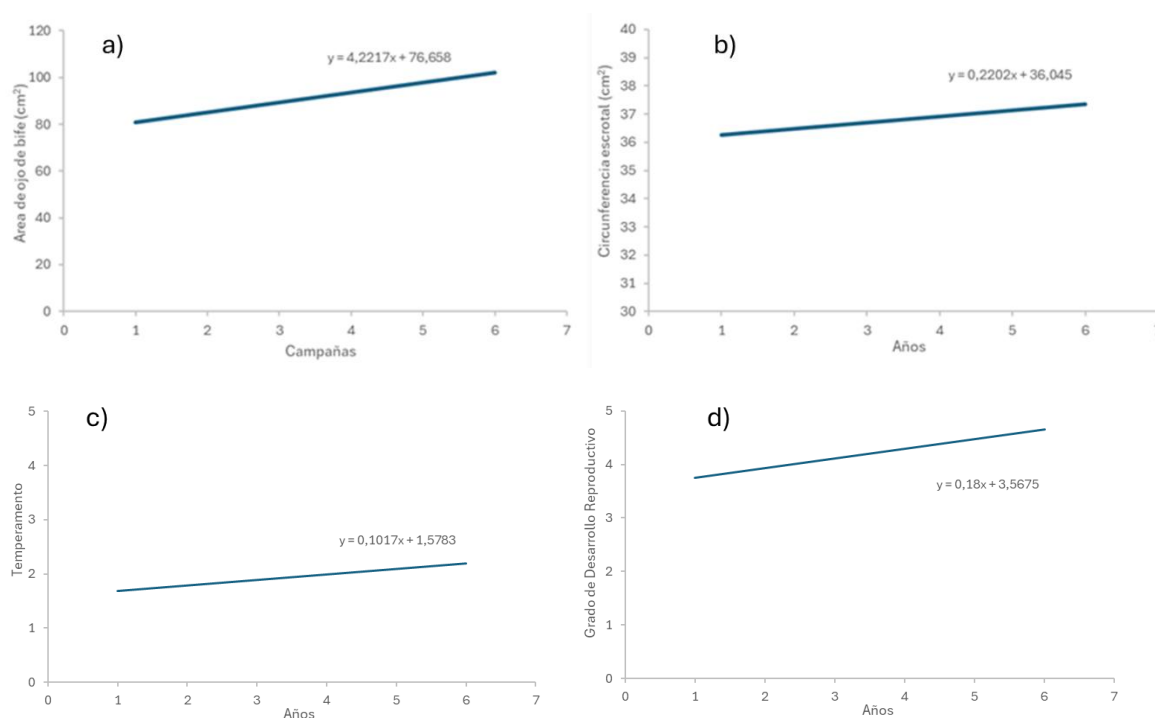 a)
y = 4,2217x + 76,658
Area de ojo de bife (cm²)
120
100
80
60
40
20
0
0 1 2 3 4 5 6 7
Campañas
b)
y = 0,2202x + 36,045
Circunferencia escrotal (cm²)
40
39
38
37
36
35
34
33
32
31
30
0 1 2 3 4 5 6 7
Años
c)
y = 0,1017x + 1,5783
Temperamento
5
4
3
2
1
0
0 1 2 3 4 5 6 7
Años
d)
y = 0,18x + 3,5675
Grado de Desarrollo Reproductivo
5
4
3
2
1
0
0 1 2 3 4 5 6 7
Años